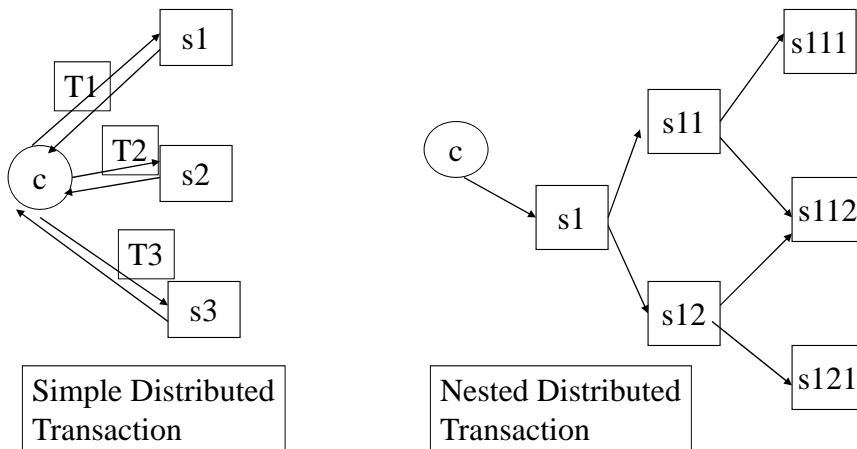 s1
T1
T2
c
s2
T3
s3
Simple Distributed
Transaction
s111
s11
c
s1
s112
s12
s121
Nested Distributed
Transaction